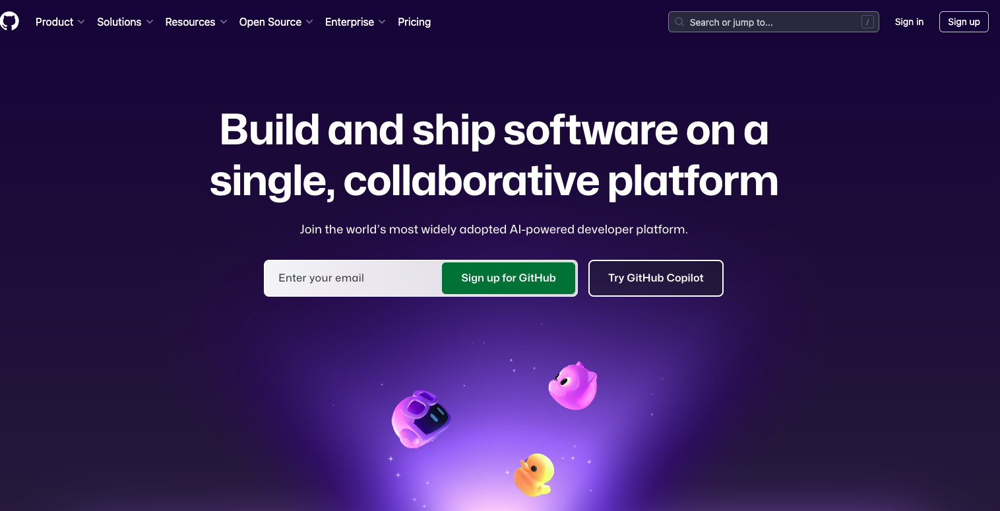 Product
Solutions
Resources
Open Source
Enterprise
Pricing
Search or jump to...
/
Sign in
Sign up
Build and ship software on a
single, collaborative platform
Join the world’s most widely adopted AI-powered developer platform.
Enter your email
Sign up for GitHub
Try GitHub Copilot